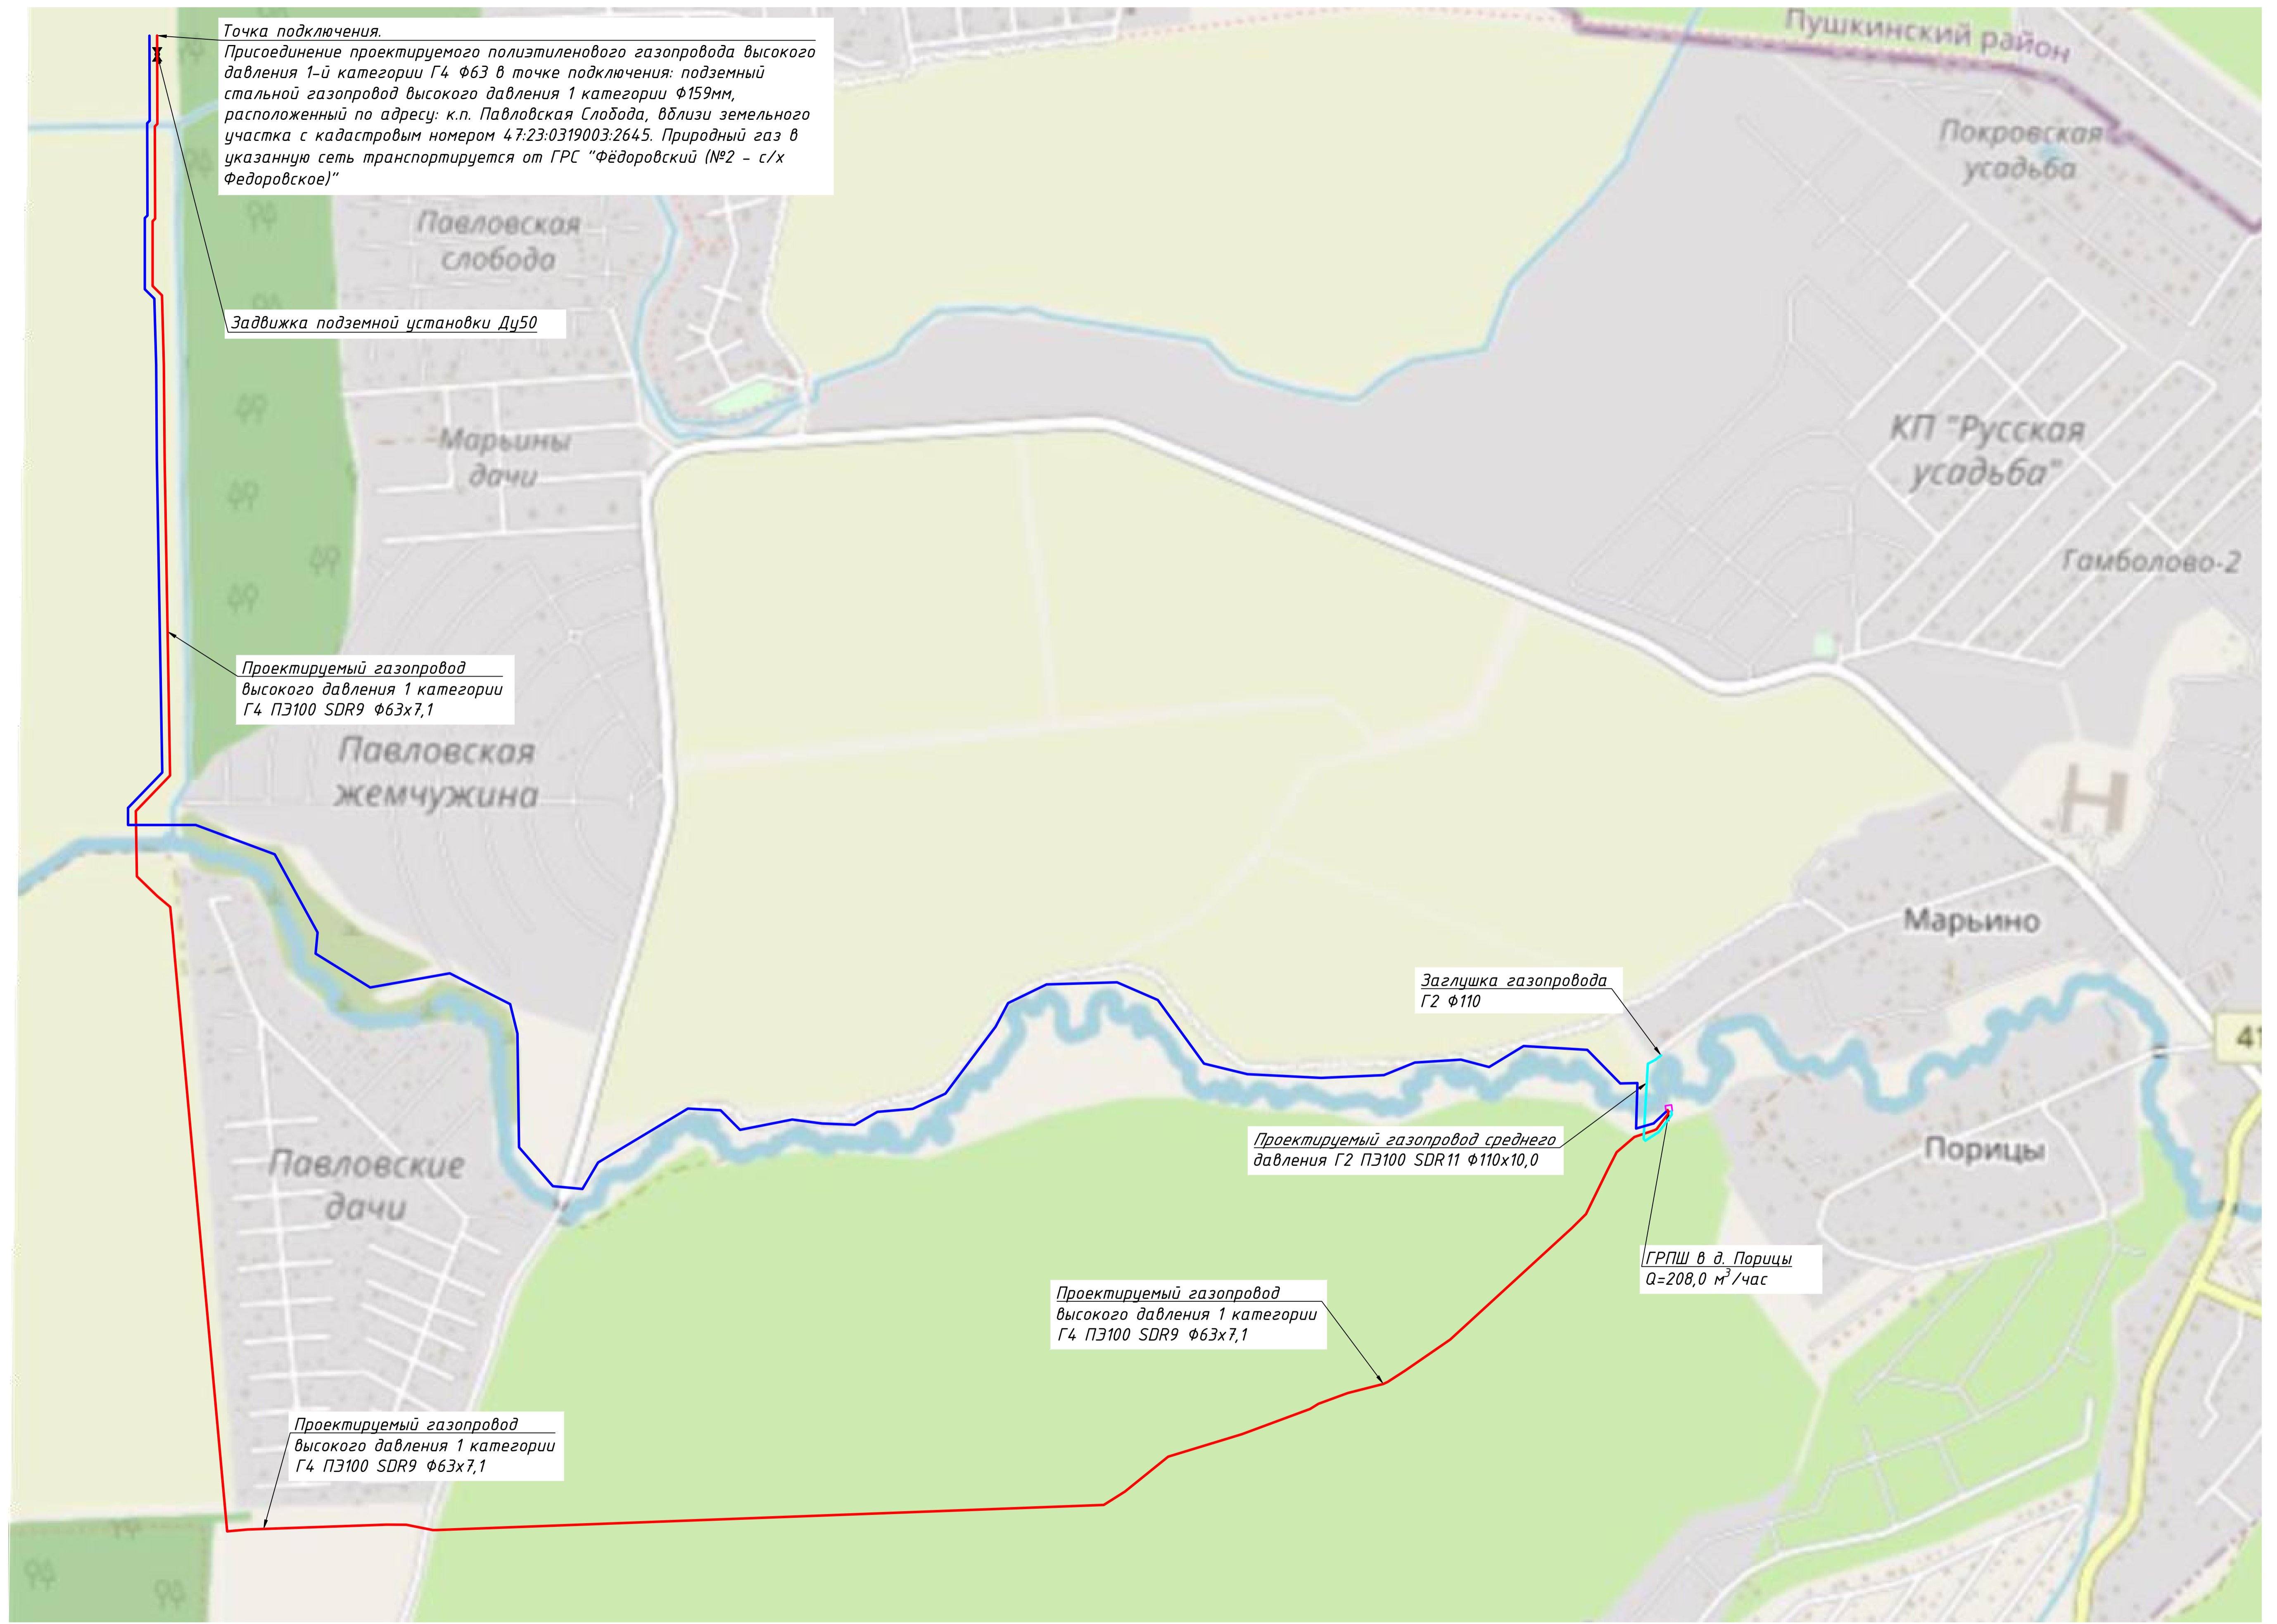 Точка подключения.
Присоединение проектируемого полиэтиленового газопровода высокого
давления 1-й категории Г4 Ф63 в точке подключения: подземный
стальной газопровод высокого давления 1 категории Ф159мм,
расположенный по адресу: к.п. Павловская Слобода, вблизи земельного
участка с кадастровым номером 47:23:0319003:2645. Природный газ в
указанную сеть транспортируется от ГРС "Фёдоровский (№2 - с/х
Федоровское)"
Пушкинский район
Покровская
усадьба
Павловская
слобода
Задвижка подземной установки Ду50
Марьины
дачи
КП "Русская
усадьба"
Гамболово-2
Проектируемый газопровод
высокого давления 1 категории
Г4 ПЭ100 SDR9 Ф63х7,1
Павловская
жемчужина
Марьино
Заглушка газопровода
Г2 Ф110
41
Проектируемый газопровод среднего
давления Г2 ПЭ100 SDR11 Ф110х10,0
Порицы
Павловские
дачи
ГРПШ в д. Порицы
Q=208,0 м³/час
Проектируемый газопровод
высокого давления 1 категории
Г4 ПЭ100 SDR9 Ф63х7,1
Проектируемый газопровод
высокого давления 1 категории
Г4 ПЭ100 SDR9 Ф63х7,1